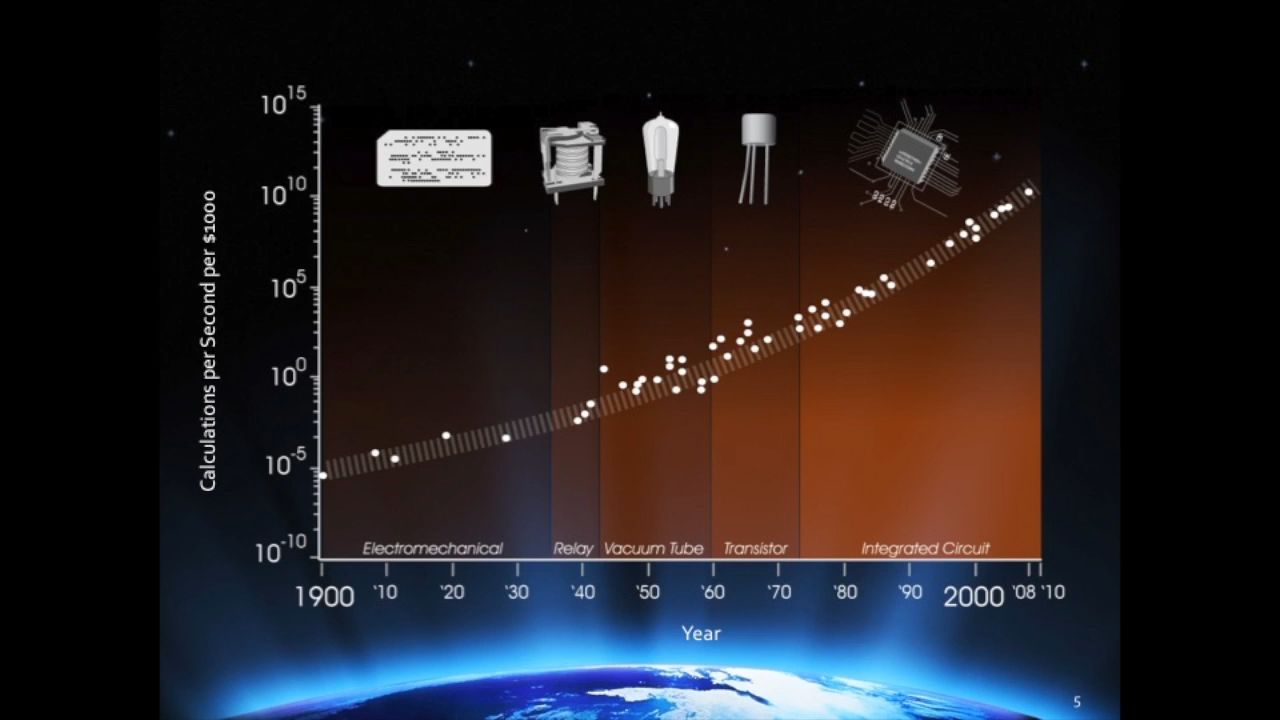 10^15
10^10
10^5
10^0
10^-5
10^-10
Calculations per Second per $1000
Electromechanical Relay Vacuum Tube Transistor Integrated Circuit
1900 '10 '20 '30 '40 '50 '60 '70 '80 '90 2000 '08 '10
Year
5